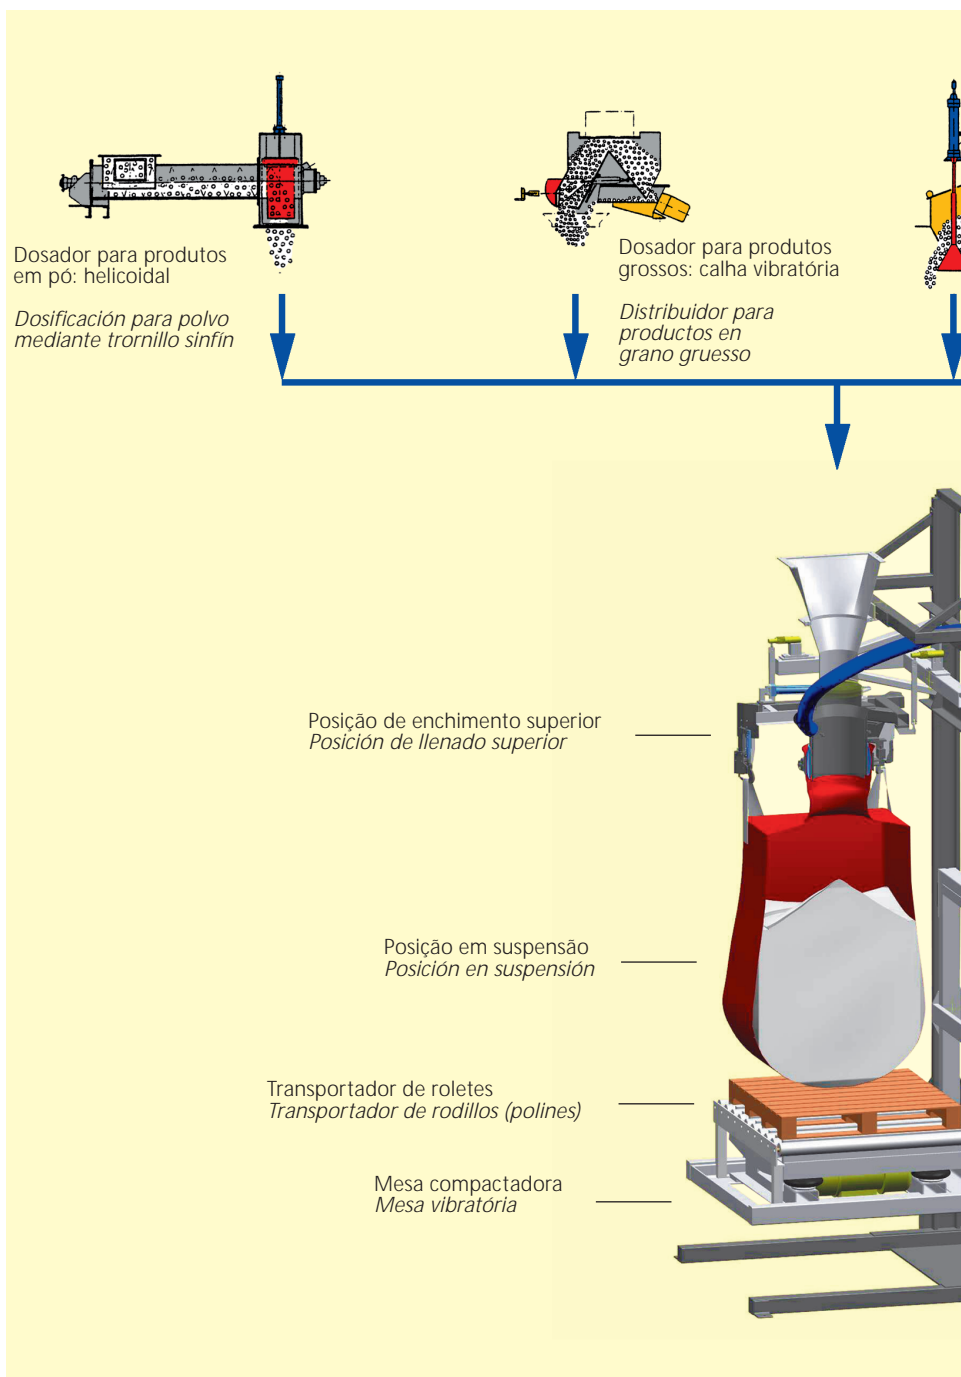 Dosador para produtos
em pó: helicoidal
Dosificación para polvo
mediante trornillo sinfín
Dosador para produtos
grossos: calha vibratória
Distribuidor para
productos en
grano gruesso
Posição de enchimento superior
Posición de llenado superior
Posição em suspensão
Posición en suspensión
Transportador de roletes
Transportador de rodillos (polines)
Mesa compactadora
Mesa vibratória